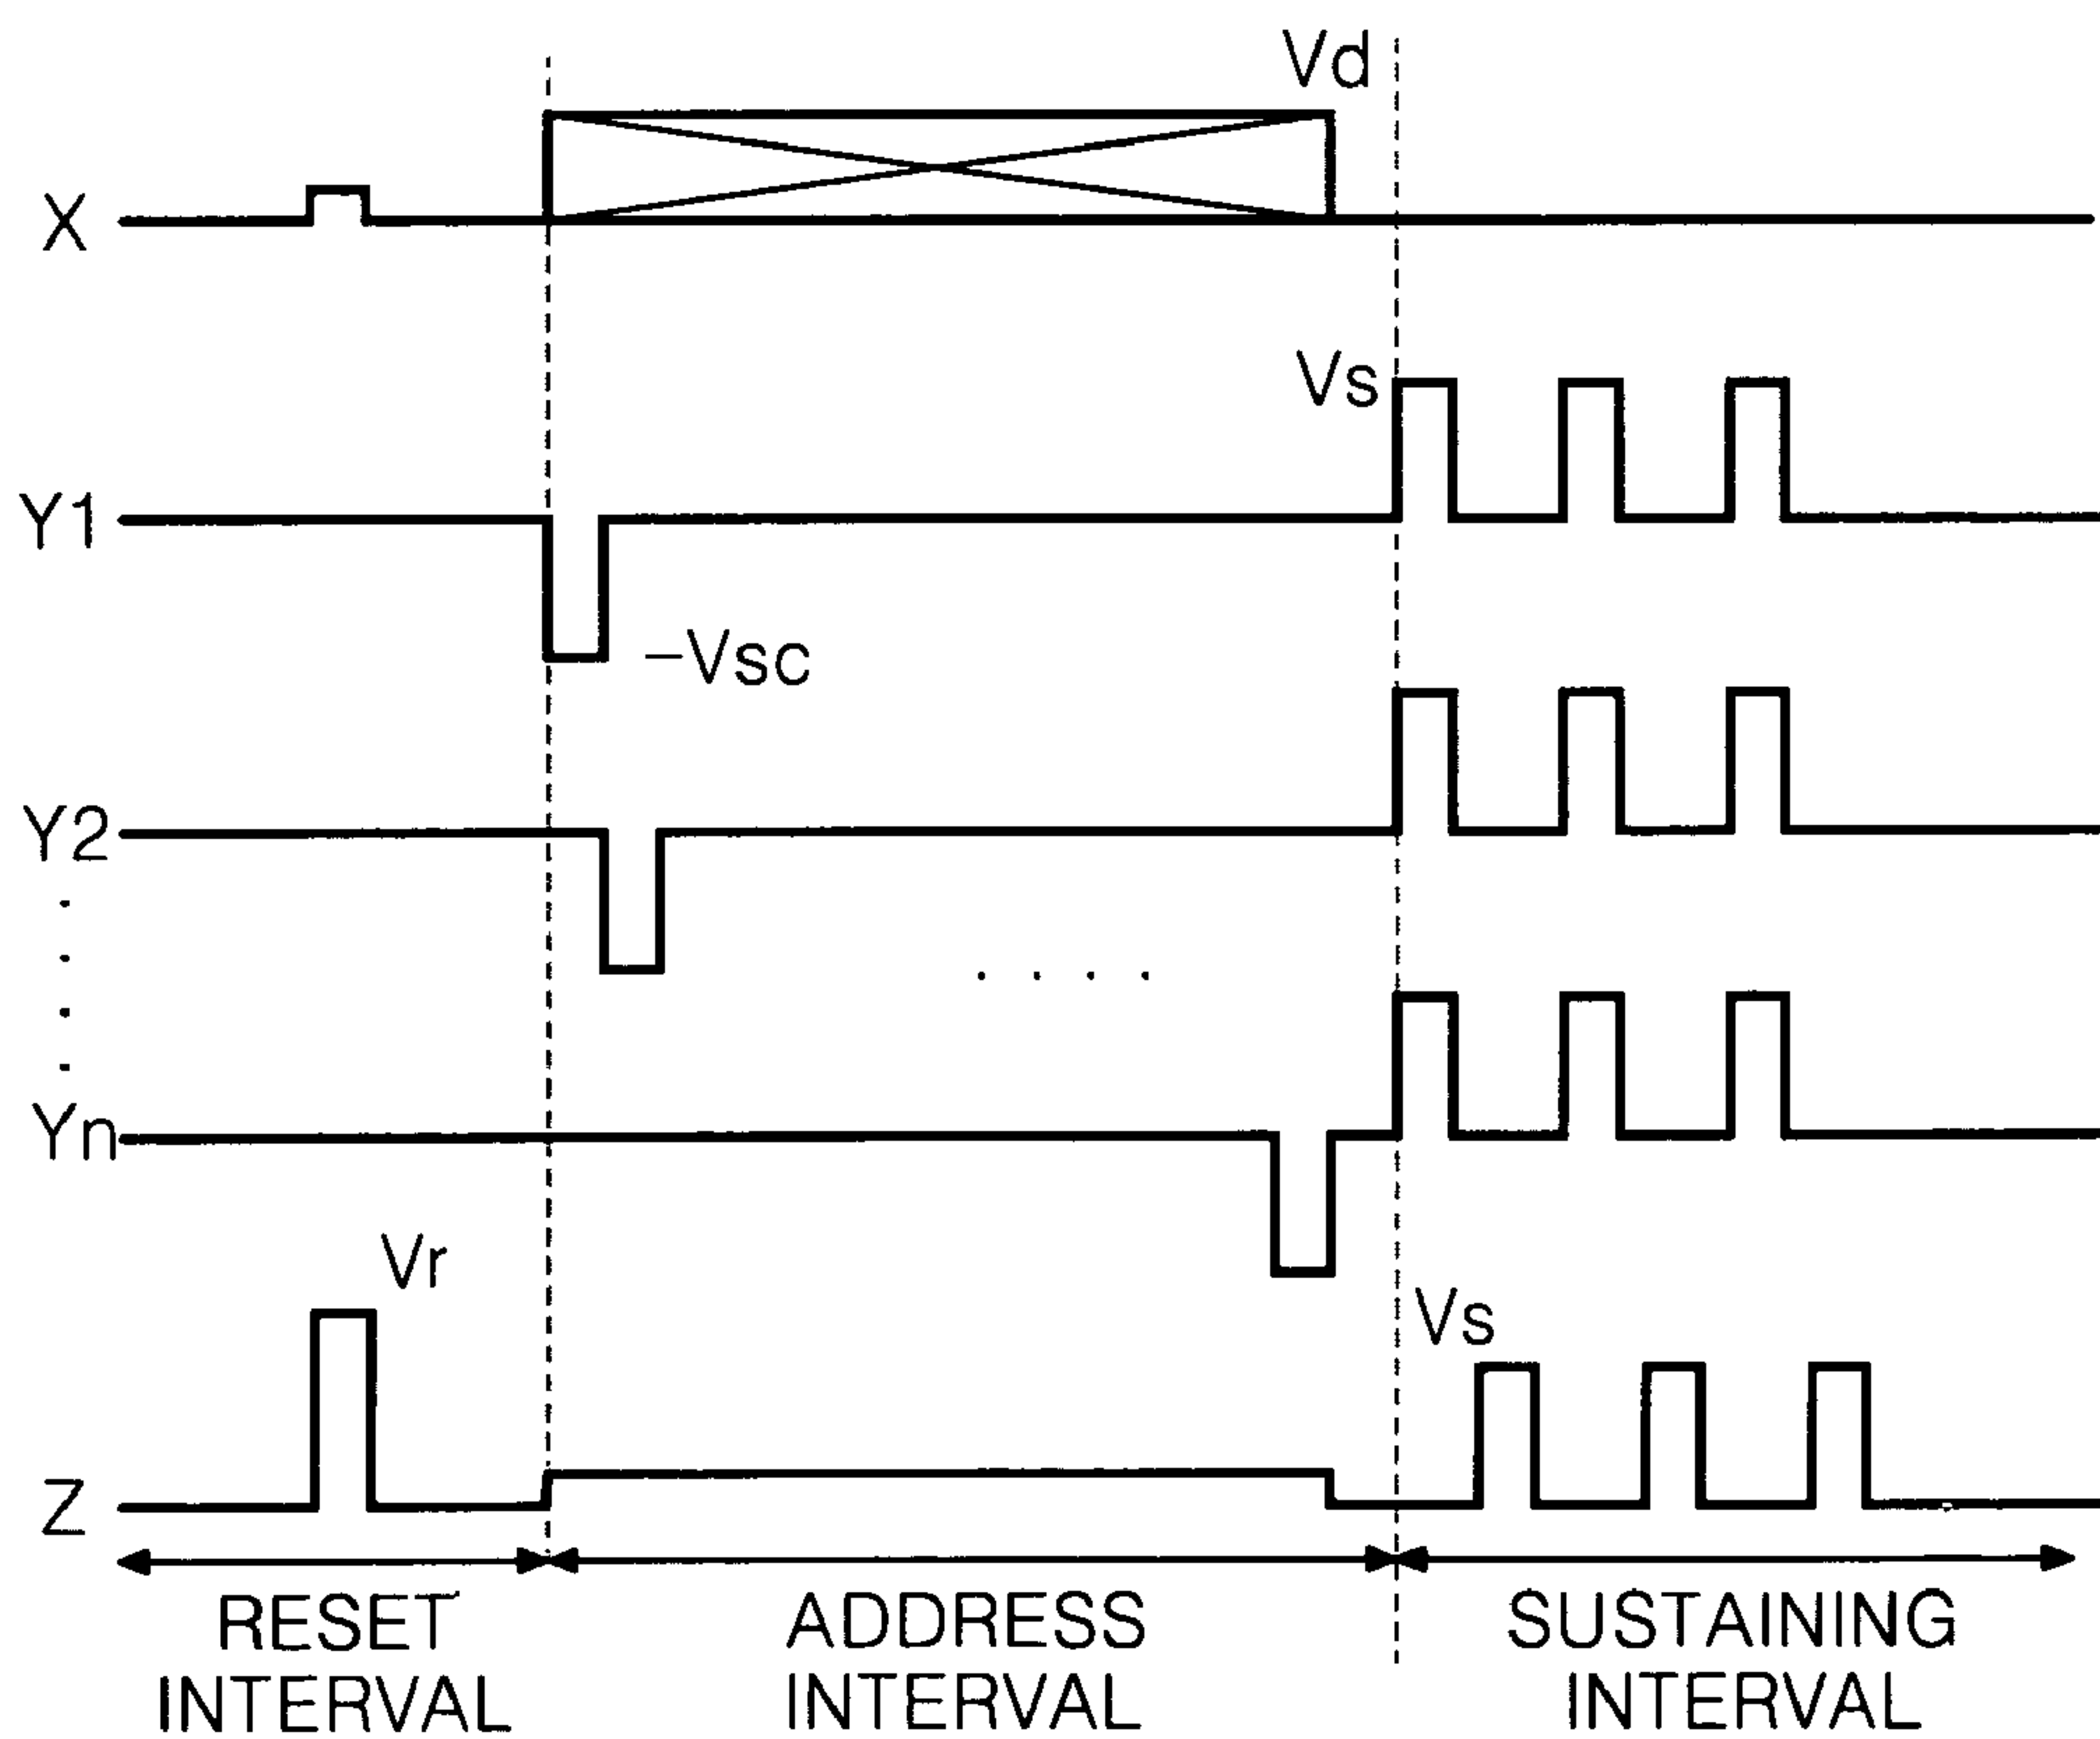 Vd
X
Vs
Y1
-Vsc
Y2
Yn
Vr
Vs
Z
RESET
INTERVAL
ADDRESS
INTERVAL
SUSTAINING
INTERVAL